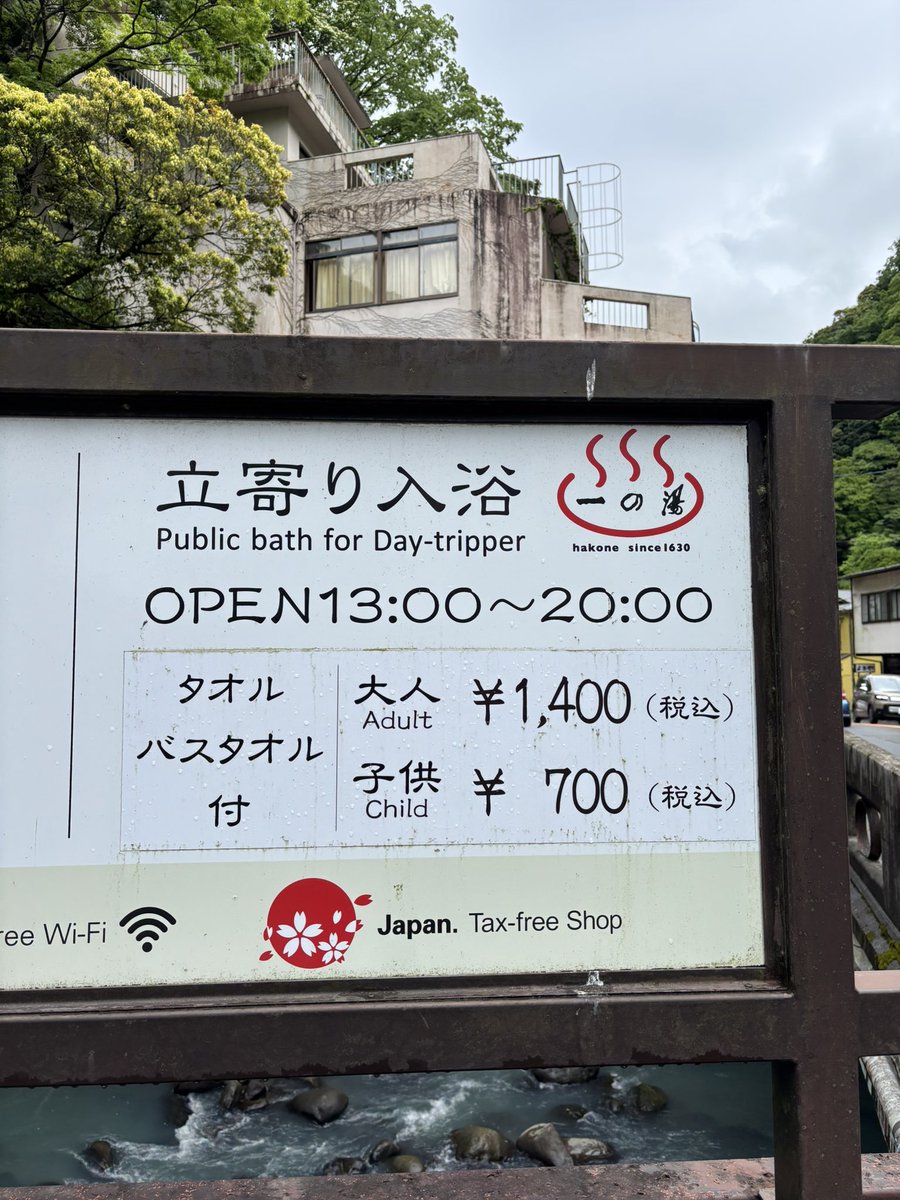 立寄り入浴
Public bath for Day-tripper
一の湯
hakone since1630
OPEN13:00～20:00
タオル
バスタオル
付
大人 ¥1,400（税込）
Adult
子供 ¥ 700（税込）
Child
ree Wi-Fi
Japan. Tax-free Shop